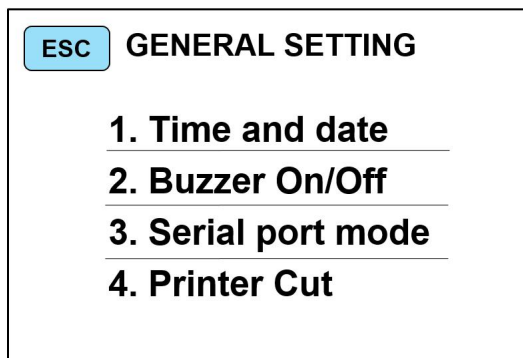 ESC GENERAL SETTING
1. Time and date
2. Buzzer On/Off
3. Serial port mode
4. Printer Cut